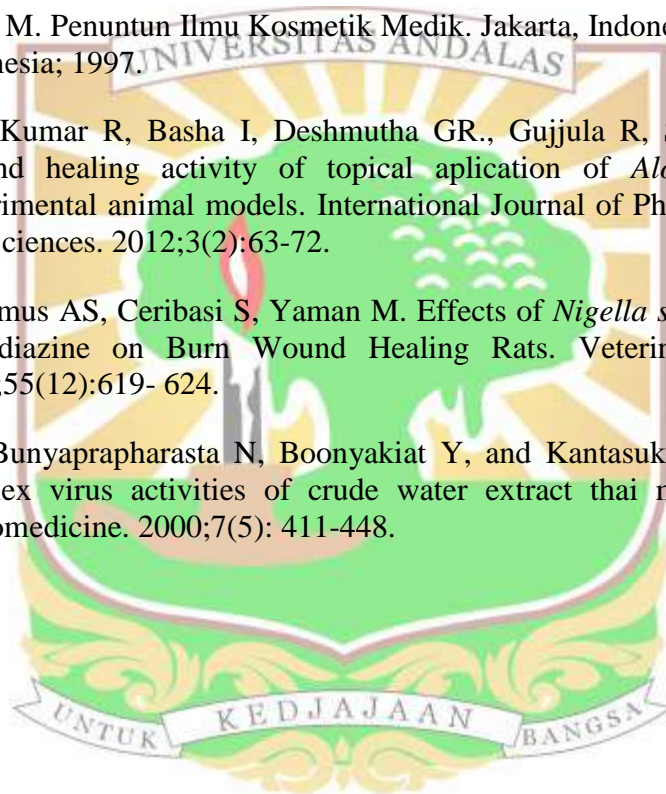 M. Penuntun Ilmu Kosmetik Medik. Jakarta, Indone
nesia; 1997.
UNIVERSITAS ANDALAS
Kumar R, Basha I, Deshmutha GR., Gujjula R, S
nd healing activity of topical aplication of Alo
rimental animal models. International Journal of Ph
ciences. 2012;3(2):63-72.
mus AS, Ceribasi S, Yaman M. Effects of Nigella s
diazine on Burn Wound Healing Rats. Veterin
;55(12):619- 624.
Bunyaprapharasta N, Boonyakiat Y, and Kantasuk
lex virus activities of crude water extract thai m
omedicine. 2000;7(5): 411-448.
UNTUK KEDJAJAAN BANGSA